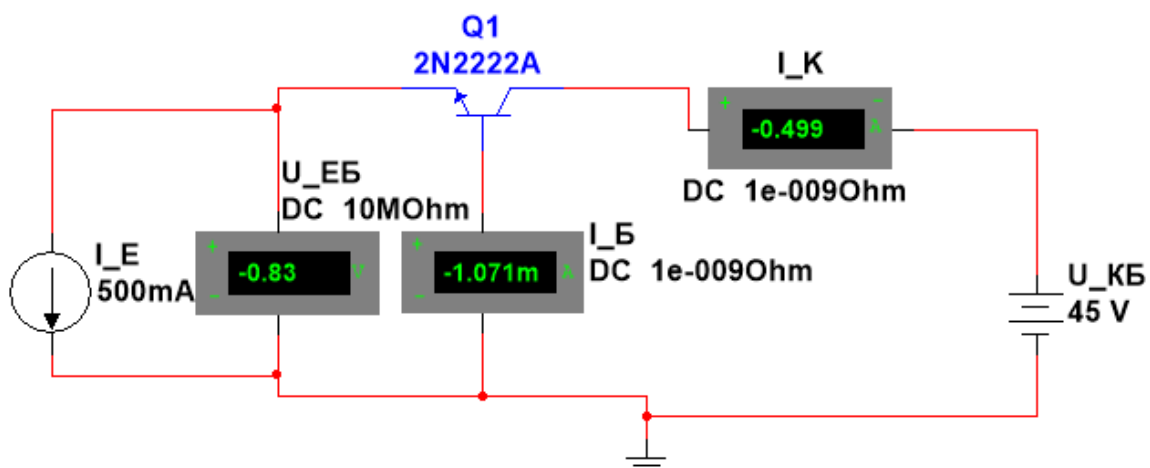 Q1
2N2222A
I_K
+
-
-0.499
A
DC 1e-009Ohm
U_ЕБ
DC 10MOhm
+
-
-0.83
V
I_Б
DC 1e-009Ohm
+
-
-1.071m
A
I_E
500mA
U_КБ
45 V